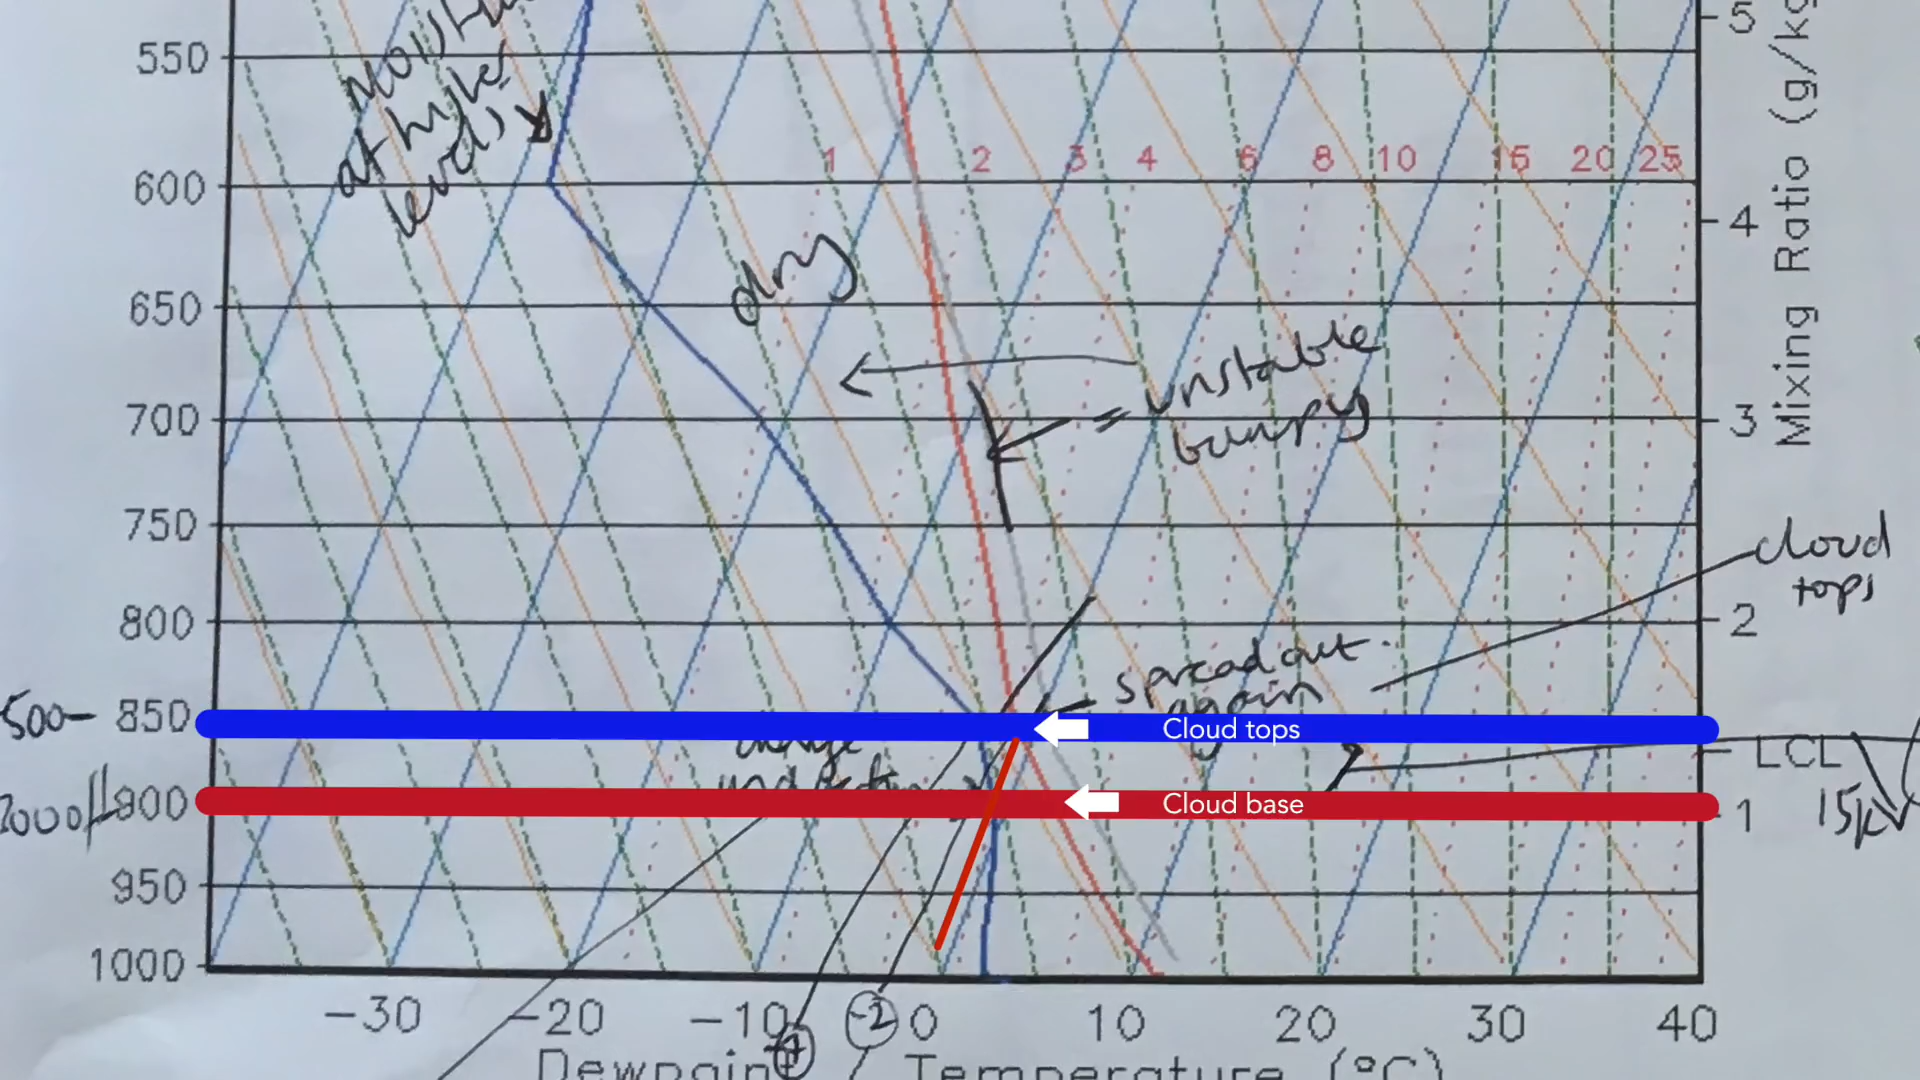 5
550
at higher
levels
600
1 2 3 4 6 8 10 15 20 25
4
Mixing Ratio (g/kg
dry
650
= unstable
bumpy
700
3
750
cloud
tops
800
2
spread out
again
500- 850
Cloud tops
change
LCL
2000ft 900
Cloud base
1
15k
950
1000
-30 -20 -10 0 10 20 30 40
-2
Dewpoint / Temperature (°C)